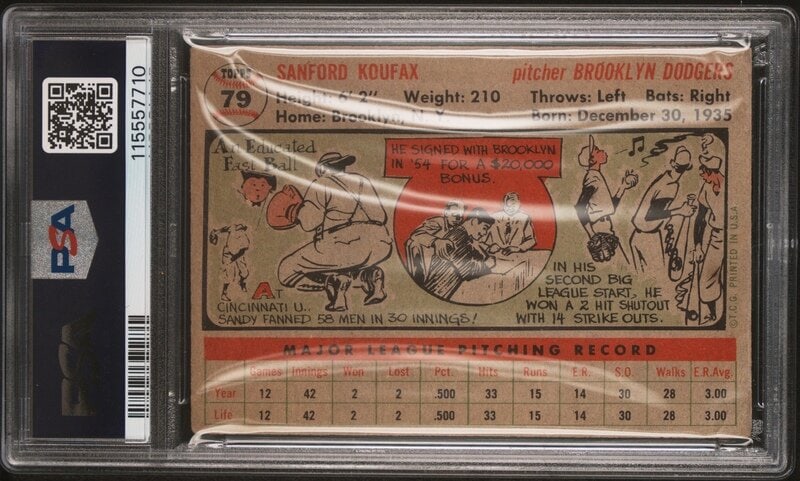 115557710
PSA
PSA
TOPPS
79
SANFORD KOUFAX
pitcher BROOKLYN DODGERS
Height: 6' 2" Weight: 210 Throws: Left Bats: Right
Home: Brooklyn, N. Y. Born: December 30, 1935
An Educated
Fast Ball
HE SIGNED WITH BROOKLYN
IN '54 FOR A $20,000
BONUS.
AT
CINCINNATI U.,
SANDY FANNED 58 MEN IN 30 INNINGS!
IN HIS
SECOND BIG
LEAGUE START, HE
WON A 2 HIT SHUTOUT
WITH 14 STRIKE OUTS.
© T.C.G. PRINTED IN U.S.A.
MAJOR LEAGUE PITCHING RECORD
Games Innings Won Lost Pct. Hits Runs E.R. S.O. Walks E.R.Avg.
Year 12 42 2 2 .500 33 15 14 30 28 3.00
Life 12 42 2 2 .500 33 15 14 30 28 3.00